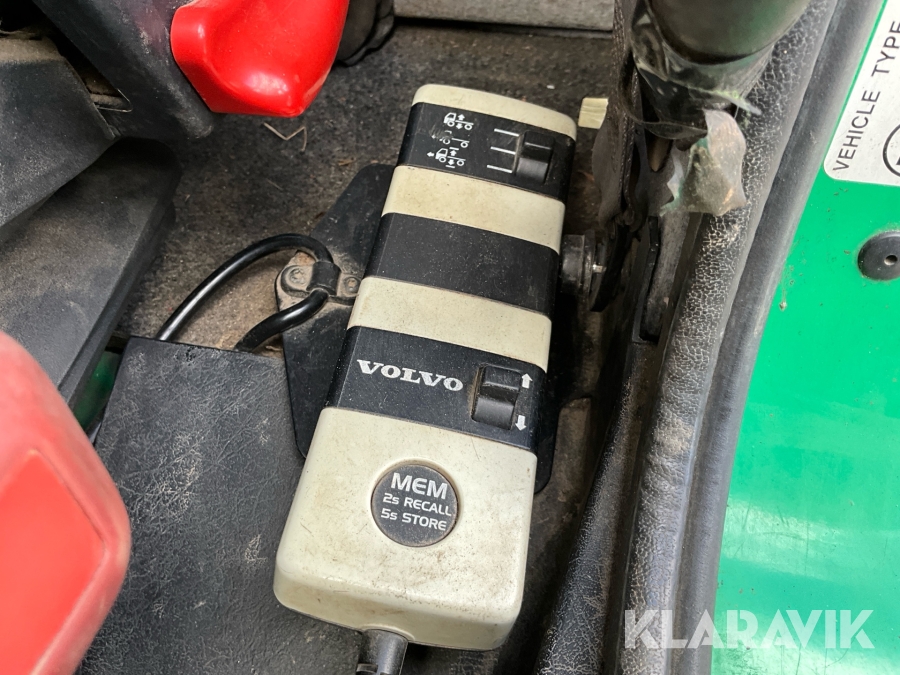 VEHICLE TYPE
VOLVO
MEM
2s RECALL
5s STORE
KLARAVIK